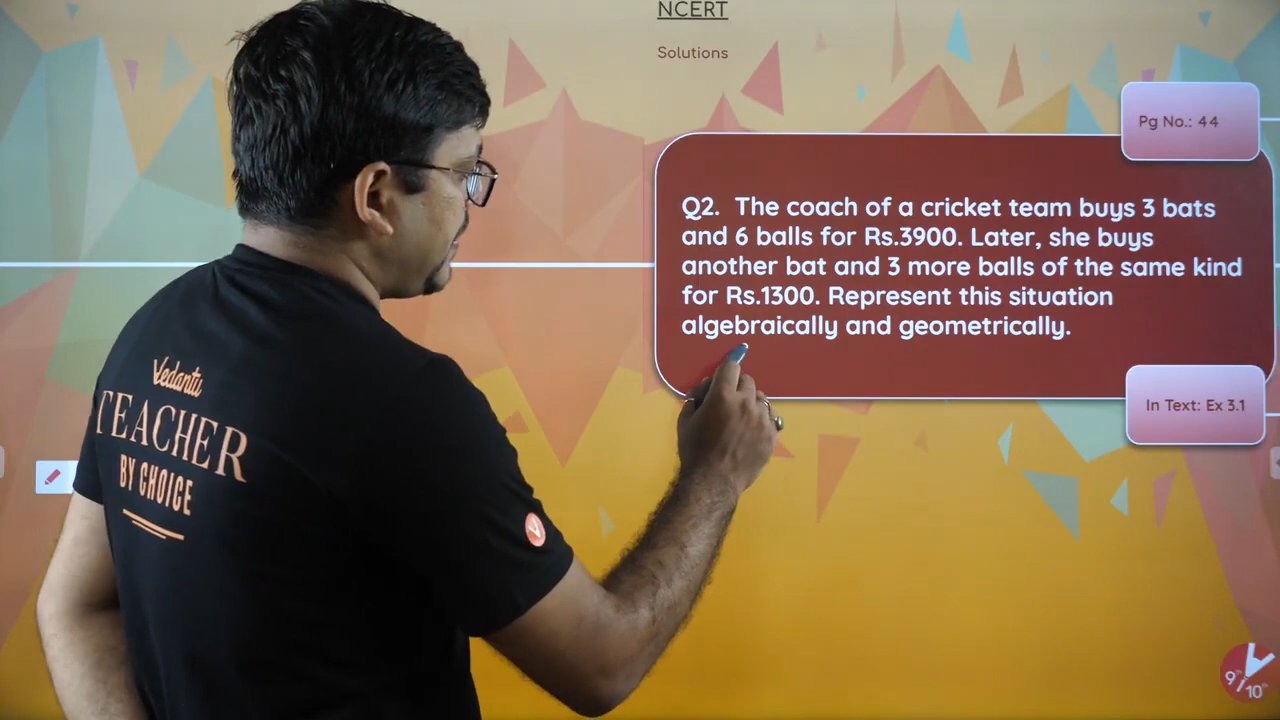 NCERT
Solutions
Pg No.: 44
Q2. The coach of a cricket team buys 3 bats
and 6 balls for Rs.3900. Later, she buys
another bat and 3 more balls of the same kind
for Rs.1300. Represent this situation
algebraically and geometrically.
In Text: Ex 3.1
Vedantu
TEACHER
BY CHOICE
9th
10th